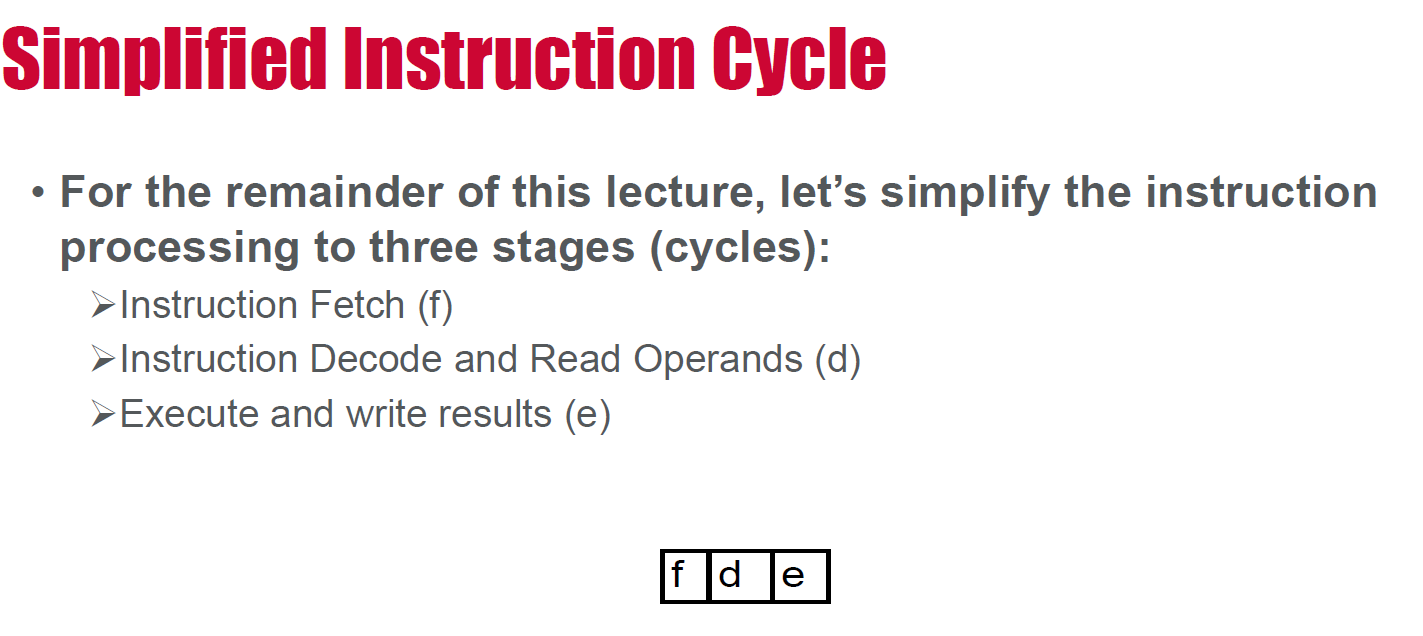 Simplified Instruction Cycle
• For the remainder of this lecture, let’s simplify the instruction
processing to three stages (cycles):
➢Instruction Fetch (f)
➢Instruction Decode and Read Operands (d)
➢Execute and write results (e)
f d e